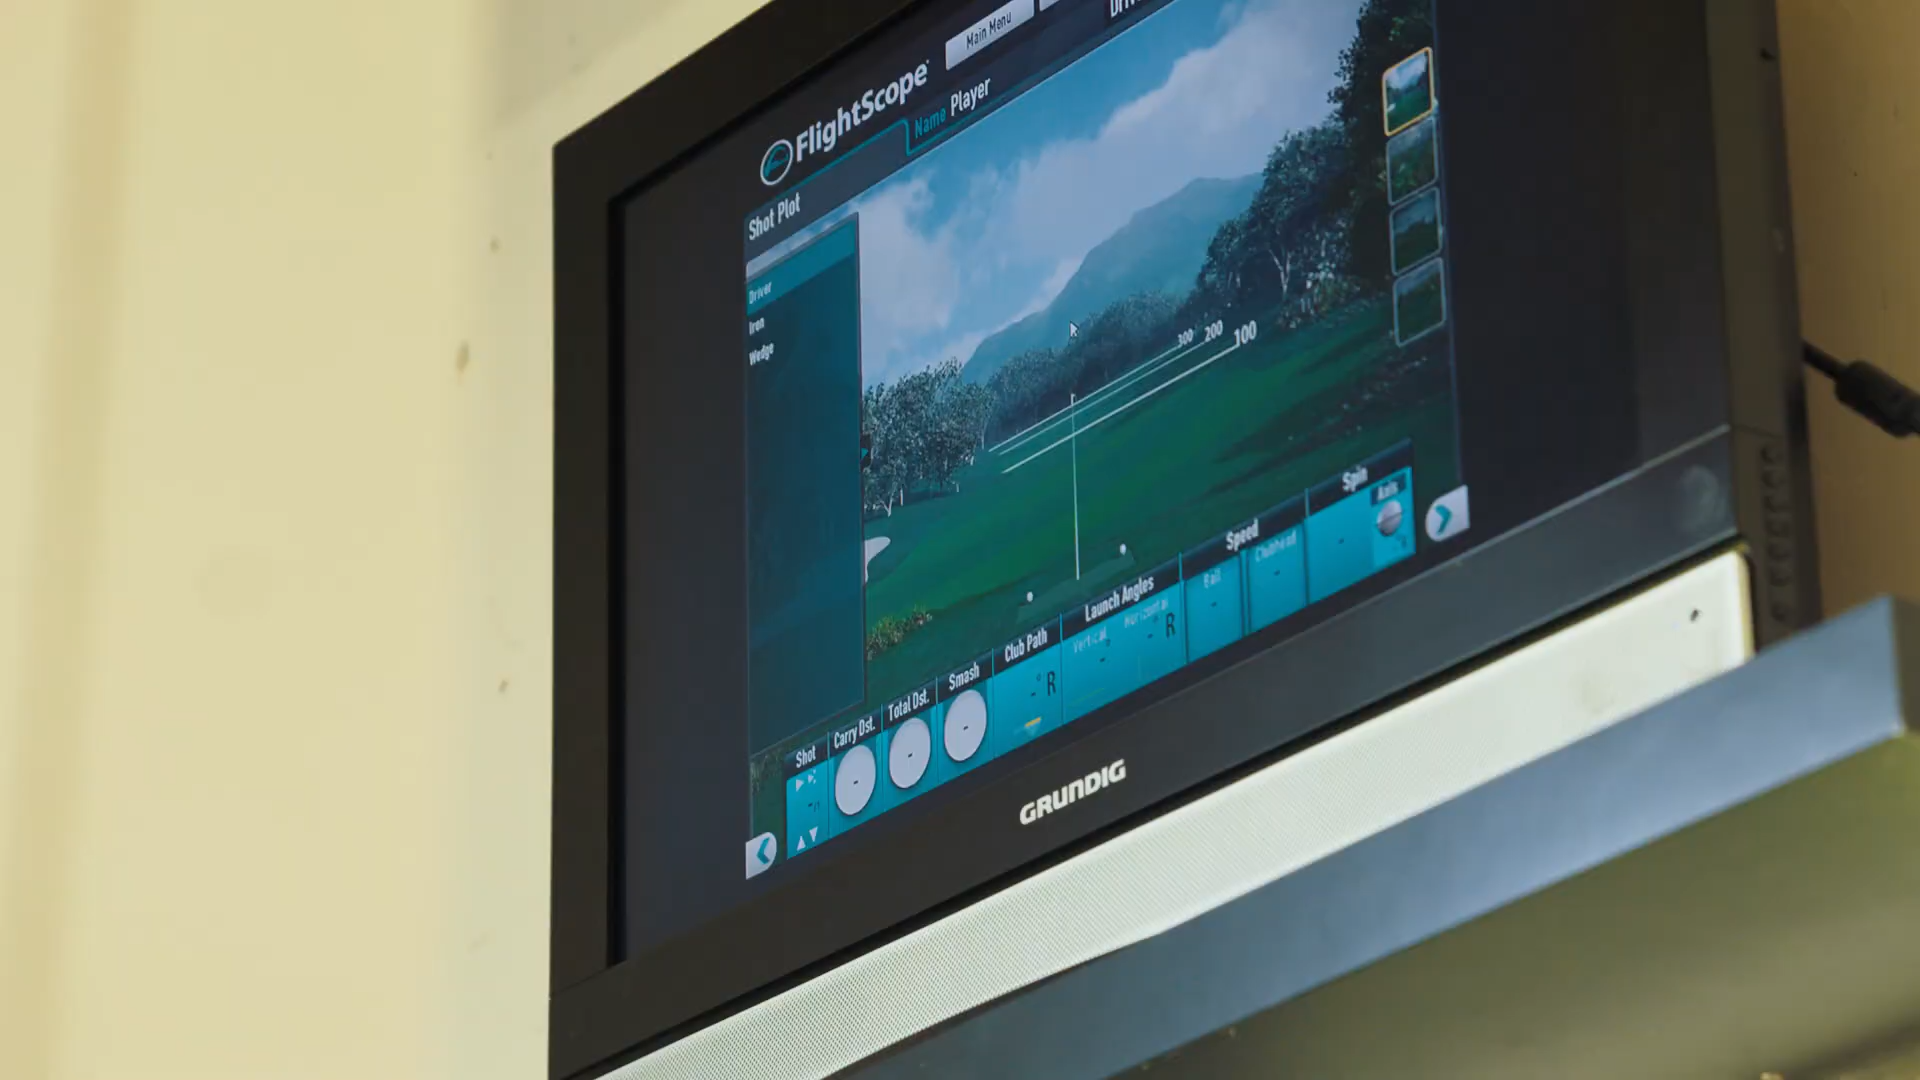 Main Menu
FlightScope
Name Player
Shot Plot
Driver
Iron
Wedge
300 200 100
Spin
Axis
Speed
Ball Clubhead
Launch Angles
Vertical Horizontal
- R
Club Path
- ° R
Smash
Total Dst.
Carry Dst.
Shot
GRUNDIG